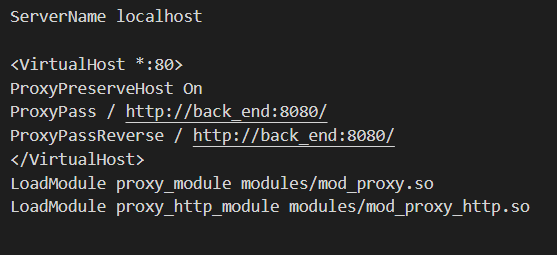 ServerName localhost
<VirtualHost *:80>
ProxyPreserveHost On
ProxyPass / http://back_end:8080/
ProxyPassReverse / http://back_end:8080/
</VirtualHost>
LoadModule proxy_module modules/mod_proxy.so
LoadModule proxy_http_module modules/mod_proxy_http.so